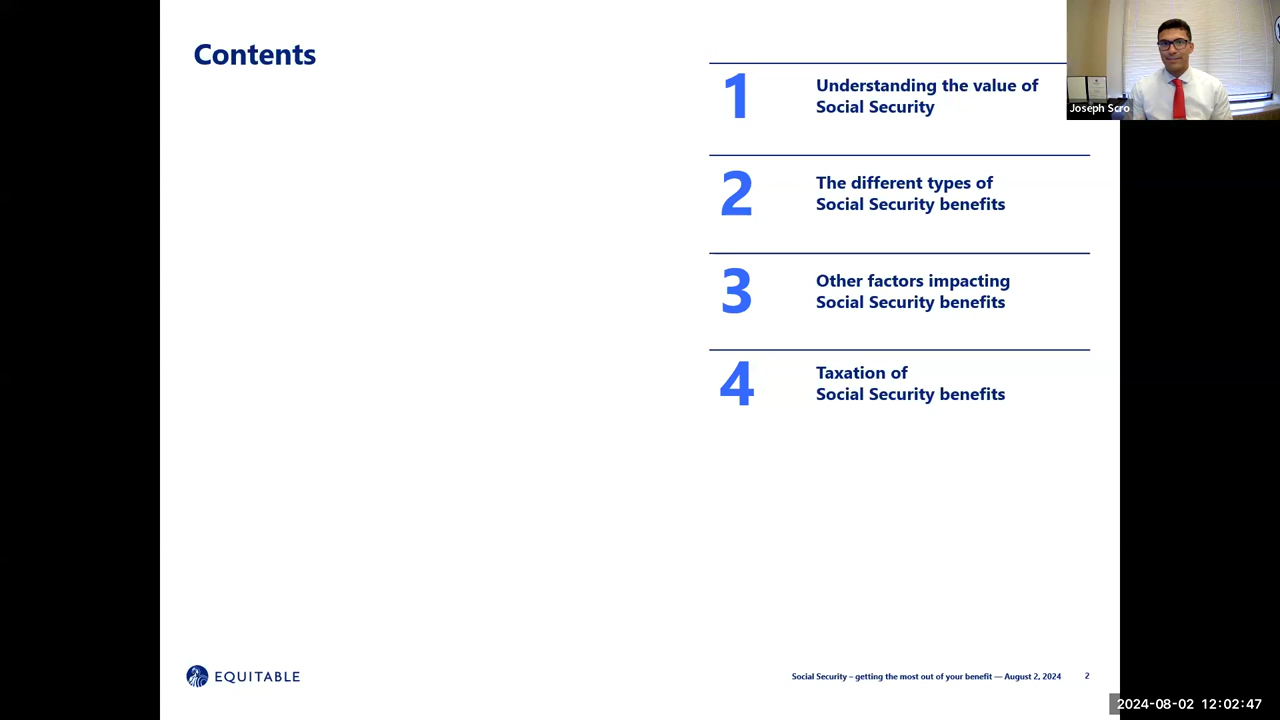 Contents
1
Understanding the value of
Social Security
2
The different types of
Social Security benefits
3
Other factors impacting
Social Security benefits
4
Taxation of
Social Security benefits
Joseph Scro
EQUITABLE
Social Security – getting the most out of your benefit — August 2, 2024
2
2024-08-02 12:02:47